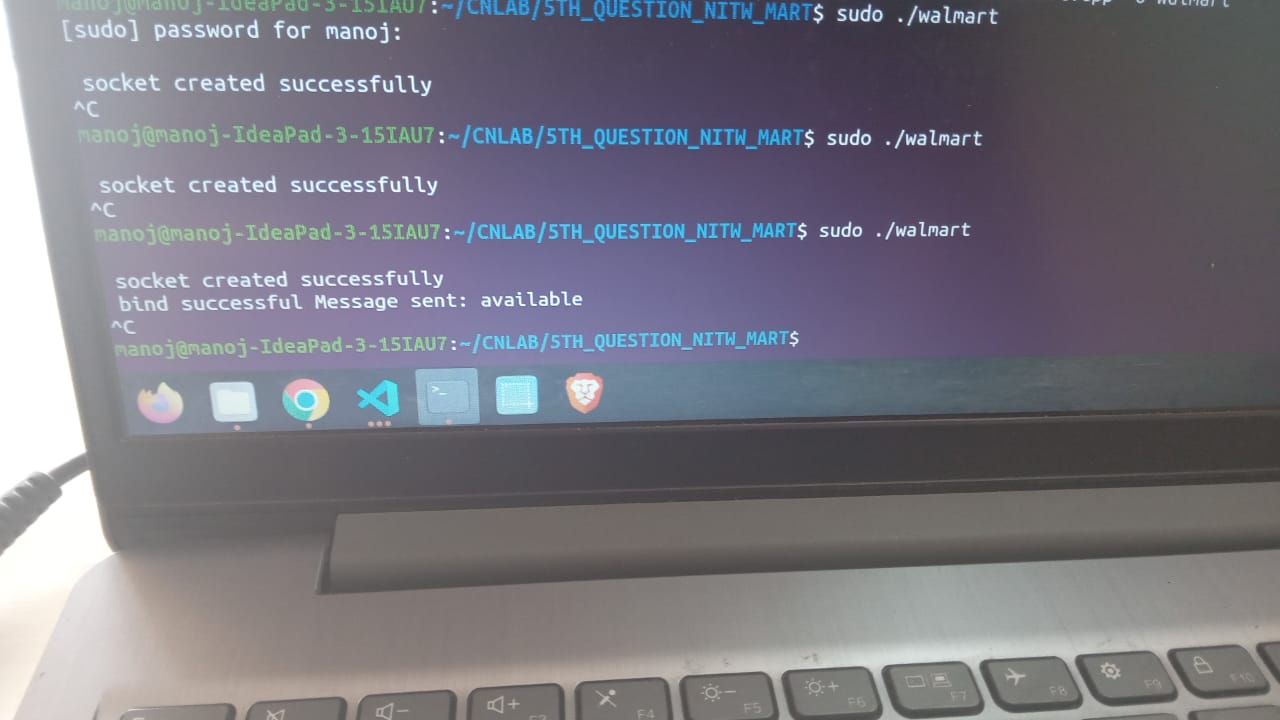 manoj@manoj-IdeaPad-3-15IAU7:~/CNLAB/5TH_QUESTION_NITW_MART$ sudo ./walmart
[sudo] password for manoj:
socket created successfully
^C
manoj@manoj-IdeaPad-3-15IAU7:~/CNLAB/5TH_QUESTION_NITW_MART$ sudo ./walmart
socket created successfully
^C
manoj@manoj-IdeaPad-3-15IAU7:~/CNLAB/5TH_QUESTION_NITW_MART$ sudo ./walmart
socket created successfully
bind successful Message sent: available
^C
manoj@manoj-IdeaPad-3-15IAU7:~/CNLAB/5TH_QUESTION_NITW_MART$
F4 F5 F6 F7 F8 F9 F10